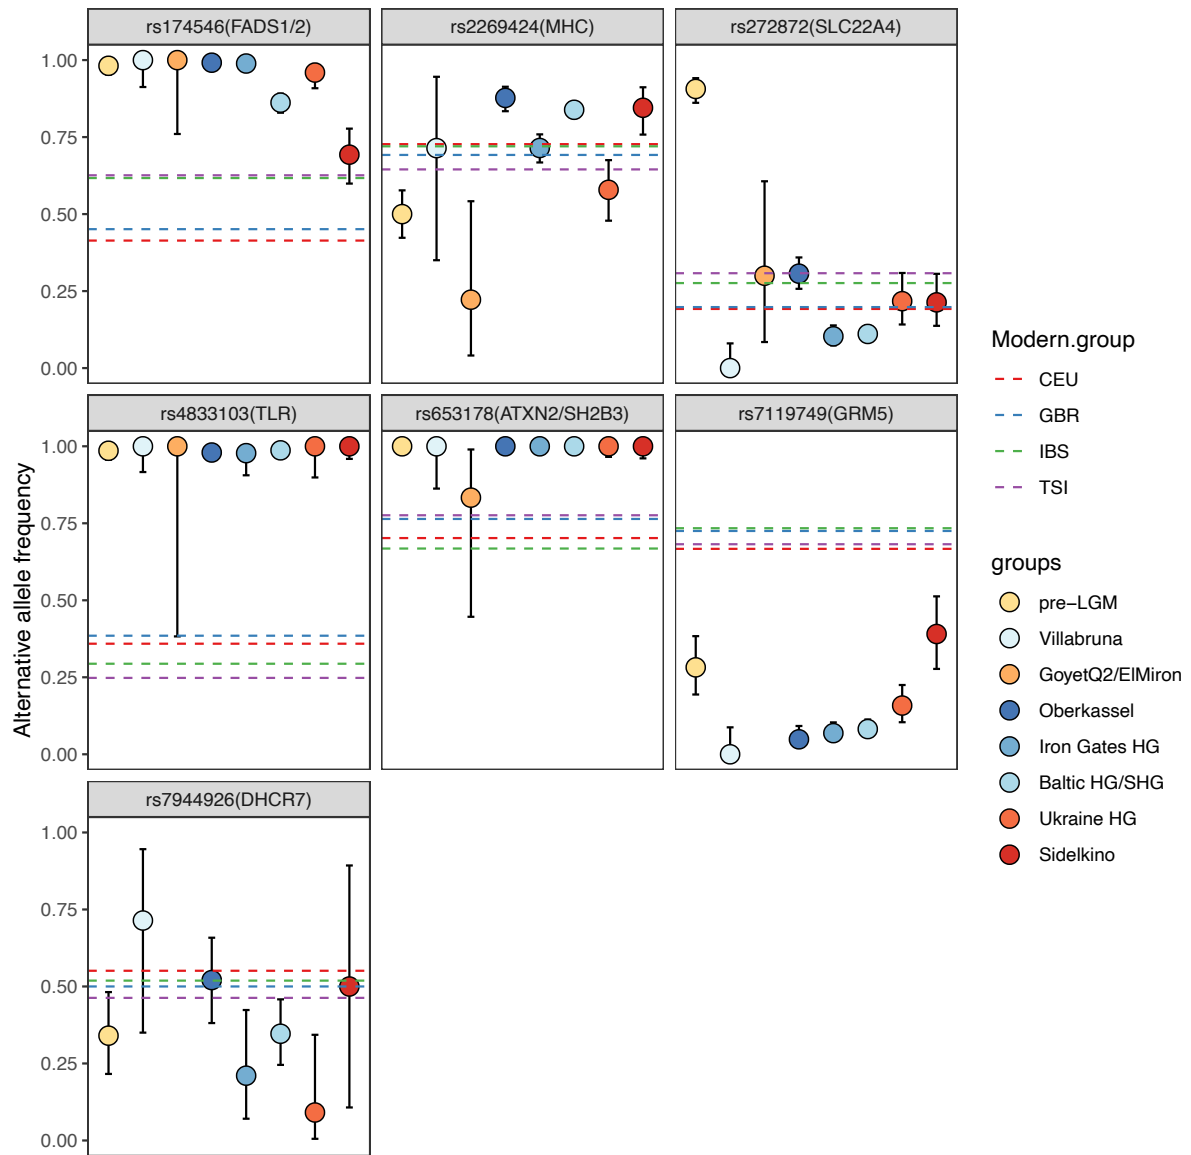 rs174546(FADS1/2)
rs2269424(MHC)
rs272872(SLC22A4)
1.00
0.75
0.50
0.25
0.00
rs4833103(TLR)
rs653178(ATXN2/SH2B3)
rs7119749(GRM5)
1.00
0.75
0.50
0.25
0.00
Alternative allele frequency
rs7944926(DHCR7)
1.00
0.75
0.50
0.25
0.00
Modern.group
CEU
GBR
IBS
TSI
groups
pre−LGM
Villabruna
GoyetQ2/ElMiron
Oberkassel
Iron Gates HG
Baltic HG/SHG
Ukraine HG
Sidelkino